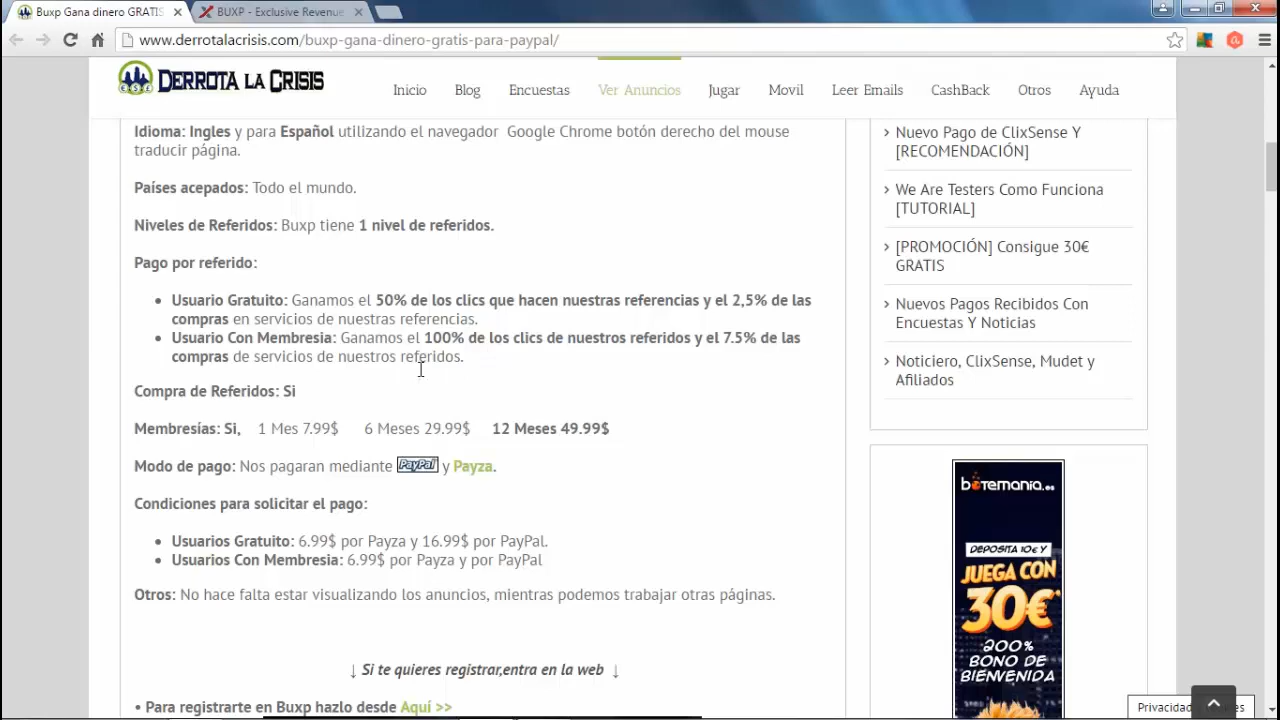 Buxp Gana dinero GRATIS
BUXP - Exclusive Revenue
www.derrotalacrisis.com/buxp-gana-dinero-gratis-para-paypal/
DERROTA LA CRISIS
Inicio
Blog
Encuestas
Ver Anuncios
Jugar
Movil
Leer Emails
CashBack
Otros
Ayuda
Idioma: Ingles y para Español utilizando el navegador Google Chrome botón derecho del mouse
traducir página.
Países acepados: Todo el mundo.
Niveles de Referidos: Buxp tiene 1 nivel de referidos.
Pago por referido:
• Usuario Gratuito: Ganamos el 50% de los clics que hacen nuestras referencias y el 2,5% de las
compras en servicios de nuestras referencias.
• Usuario Con Membresia: Ganamos el 100% de los clics de nuestros referidos y el 7.5% de las
compras de servicios de nuestros referidos.
Compra de Referidos: Si
Membresías: Si, 1 Mes 7.99$ 6 Meses 29.99$ 12 Meses 49.99$
Modo de pago: Nos pagaran mediante PayPal y Payza.
Condiciones para solicitar el pago:
• Usuarios Gratuito: 6.99$ por Payza y 16.99$ por PayPal.
• Usuarios Con Membresia: 6.99$ por Payza y por PayPal
Otros: No hace falta estar visualizando los anuncios, mientras podemos trabajar otras páginas.
↓ Si te quieres registrar,entra en la web ↓
• Para registrarte en Buxp hazlo desde Aquí >>
Nuevo Pago de ClixSense Y
[RECOMENDACIÓN]
We Are Testers Como Funciona
[TUTORIAL]
[PROMOCIÓN] Consigue 30€
GRATIS
Nuevos Pagos Recibidos Con
Encuestas Y Noticias
Noticiero, ClixSense, Mudet y
Afiliados
botemania.es
DEPOSITA 10€ Y
JUEGA CON
30€
200%
BONO DE
BIENVENIDA